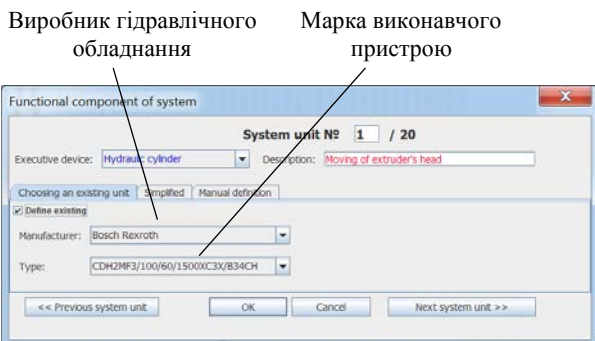 Виробник гідравлічного обладнання
Марка виконавчого пристрою
Functional component of system
System unit № 1 / 20
Executive device: Hydraulic cylinder Description: Moving of extruder's head
Choosing an existing unit Simplified Manual definition
Define existing
Manufacturer: Bosch Rexroth
Type: CDH2MF3/100/60/1500XC3X/B34CH
<< Previous system unit OK Cancel Next system unit >>